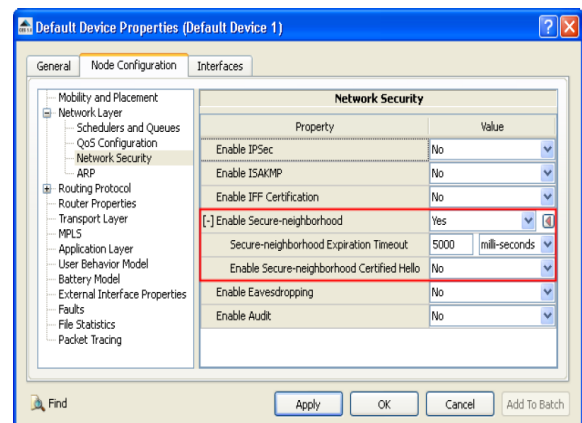 Default Device Properties (Default Device 1)
General Node Configuration Interfaces
Mobility and Placement
Network Layer
Schedulers and Queues
QoS Configuration
Network Security
ARP
Routing Protocol
Router Properties
Transport Layer
MPLS
Application Layer
User Behavior Model
Battery Model
External Interface Properties
Faults
File Statistics
Packet Tracing
Network Security
Property Value
Enable IPSec No
Enable ISAKMP No
Enable IFF Certification No
[-] Enable Secure-neighborhood Yes
Secure-neighborhood Expiration Timeout 5000 milli-seconds
Enable Secure-neighborhood Certified Hello No
Enable Eavesdropping No
Enable Audit No
Find Apply OK Cancel Add To Batch